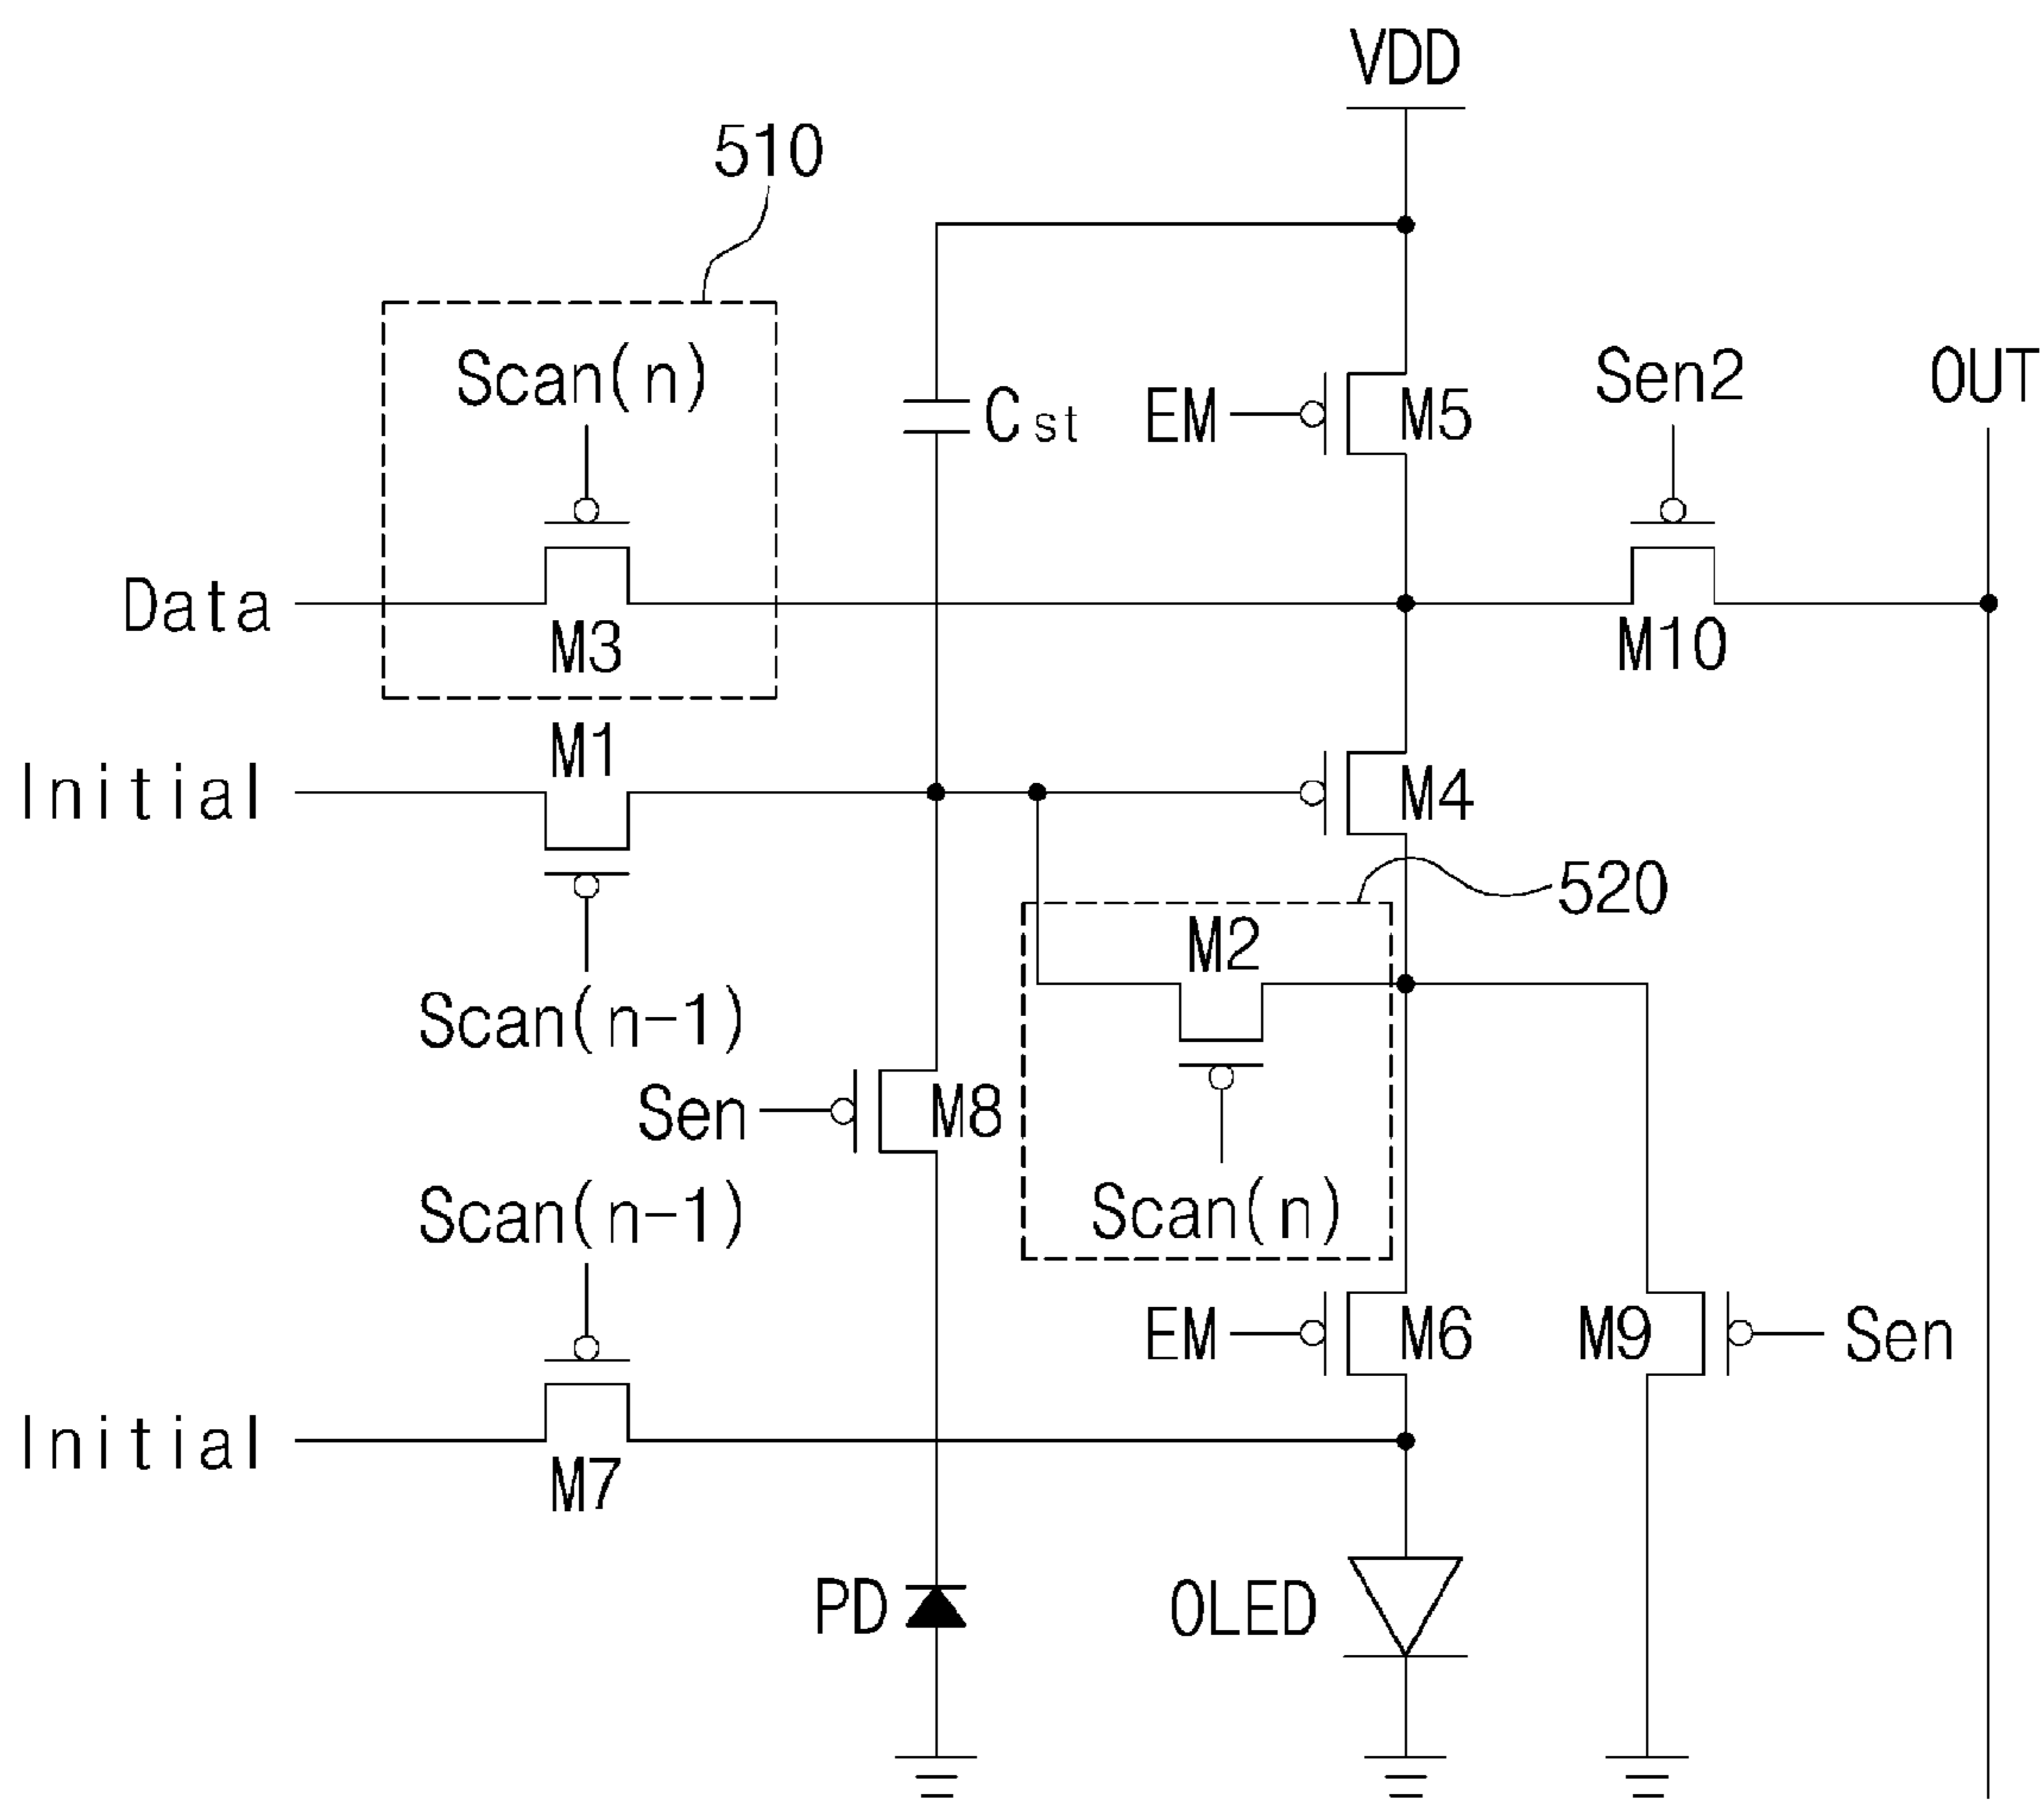 VDD
510
Scan(n)
Cst
EM
M5
Sen2
OUT
Data
M3
M10
M1
Initial
M4
520
M2
Scan(n-1)
Sen
M8
Scan(n)
Scan(n-1)
EM
M6
M9
Sen
Initial
M7
PD
OLED